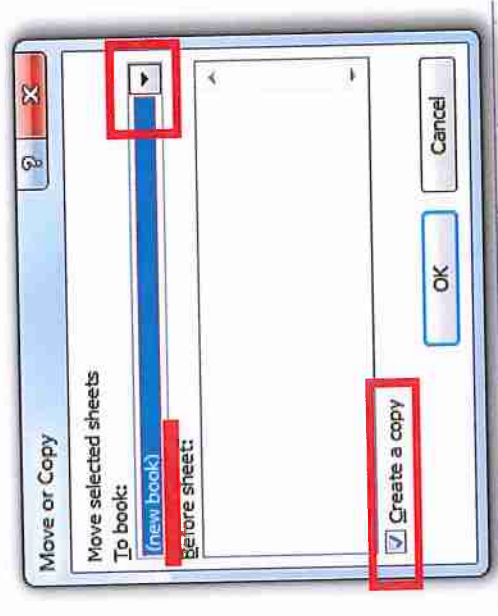 Move or Copy
Move selected sheets
To book:
(new book)
Before sheet:
Create a copy
OK
Cancel